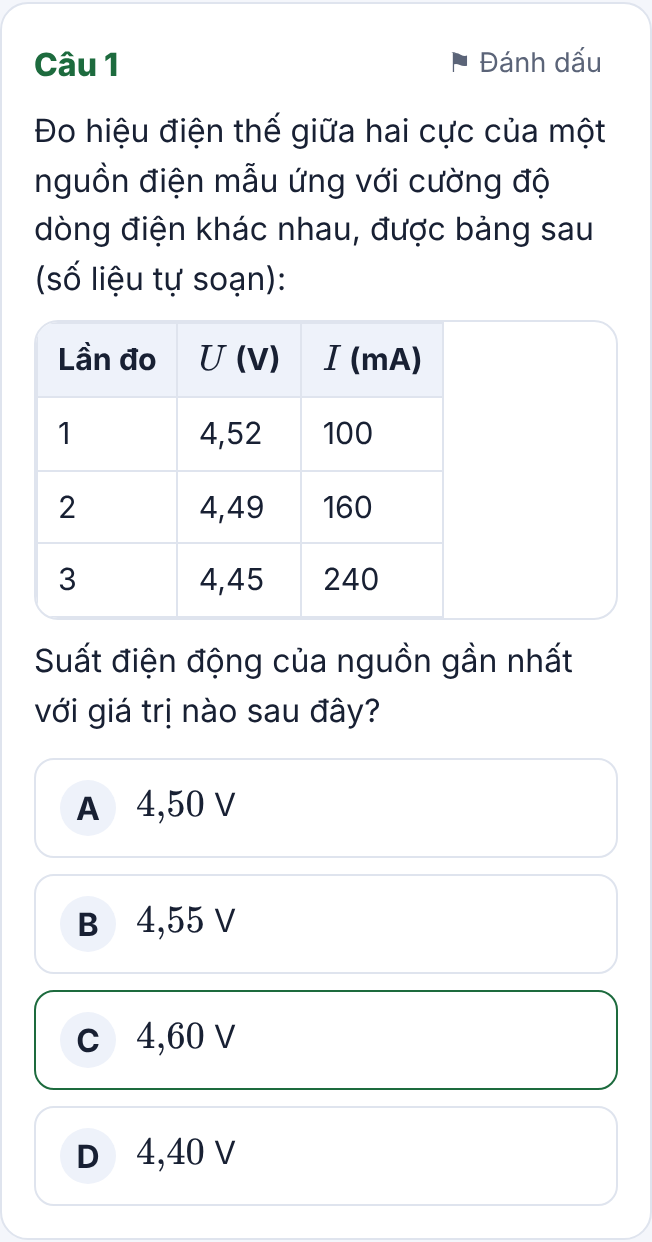 Câu 1
⚑ Đánh dấu
Đo hiệu điện thế giữa hai cực của một
nguồn điện mẫu ứng với cường độ
dòng điện khác nhau, được bảng sau
(số liệu tự soạn):
Lần đo U (V) I (mA)
1 4,52 100
2 4,49 160
3 4,45 240
Suất điện động của nguồn gần nhất
với giá trị nào sau đây?
A 4,50 V
B 4,55 V
C 4,60 V
D 4,40 V